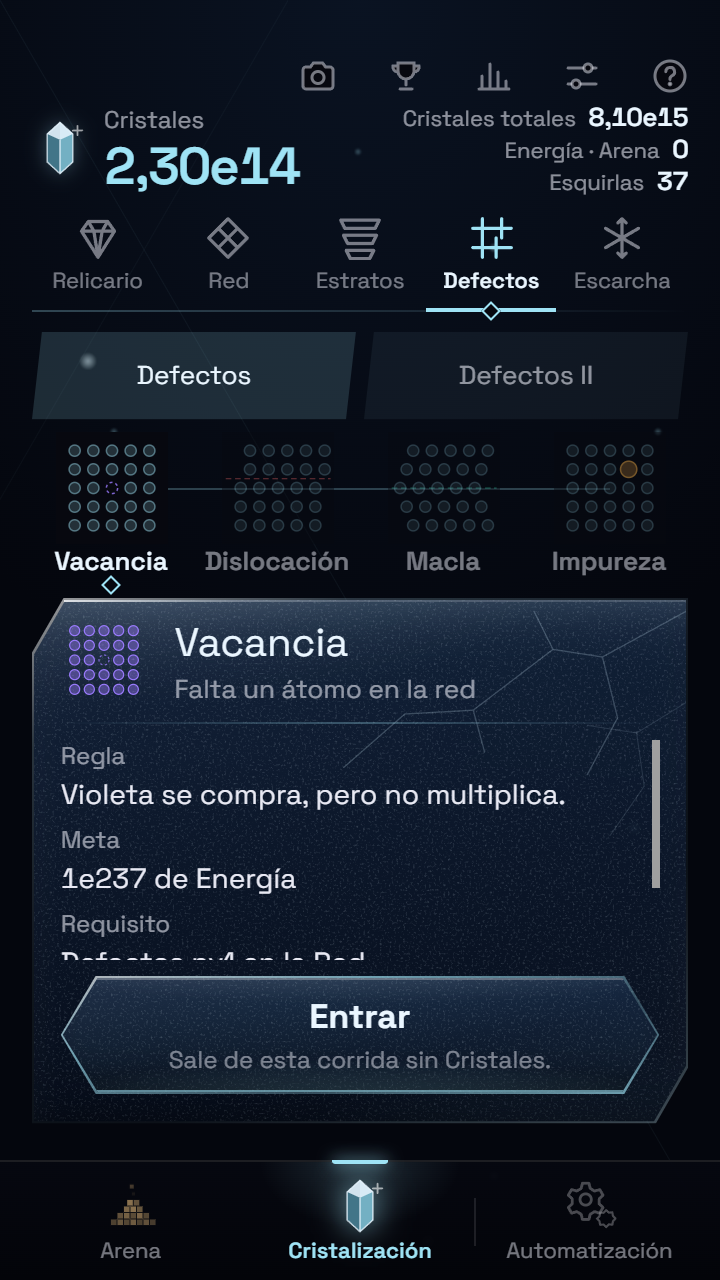 Cristales
2,30e14
Cristales totales 8,10e15
Energía · Arena 0
Esquirlas 37
Relicario
Red
Estratos
Defectos
Escarcha
Defectos
Defectos II
Vacancia
Dislocación
Macla
Impureza
Vacancia
Falta un átomo en la red
Regla
Violeta se compra, pero no multiplica.
Meta
1e237 de Energía
Requisito
Entrar
Sale de esta corrida sin Cristales.
Arena
Cristalización
Automatización